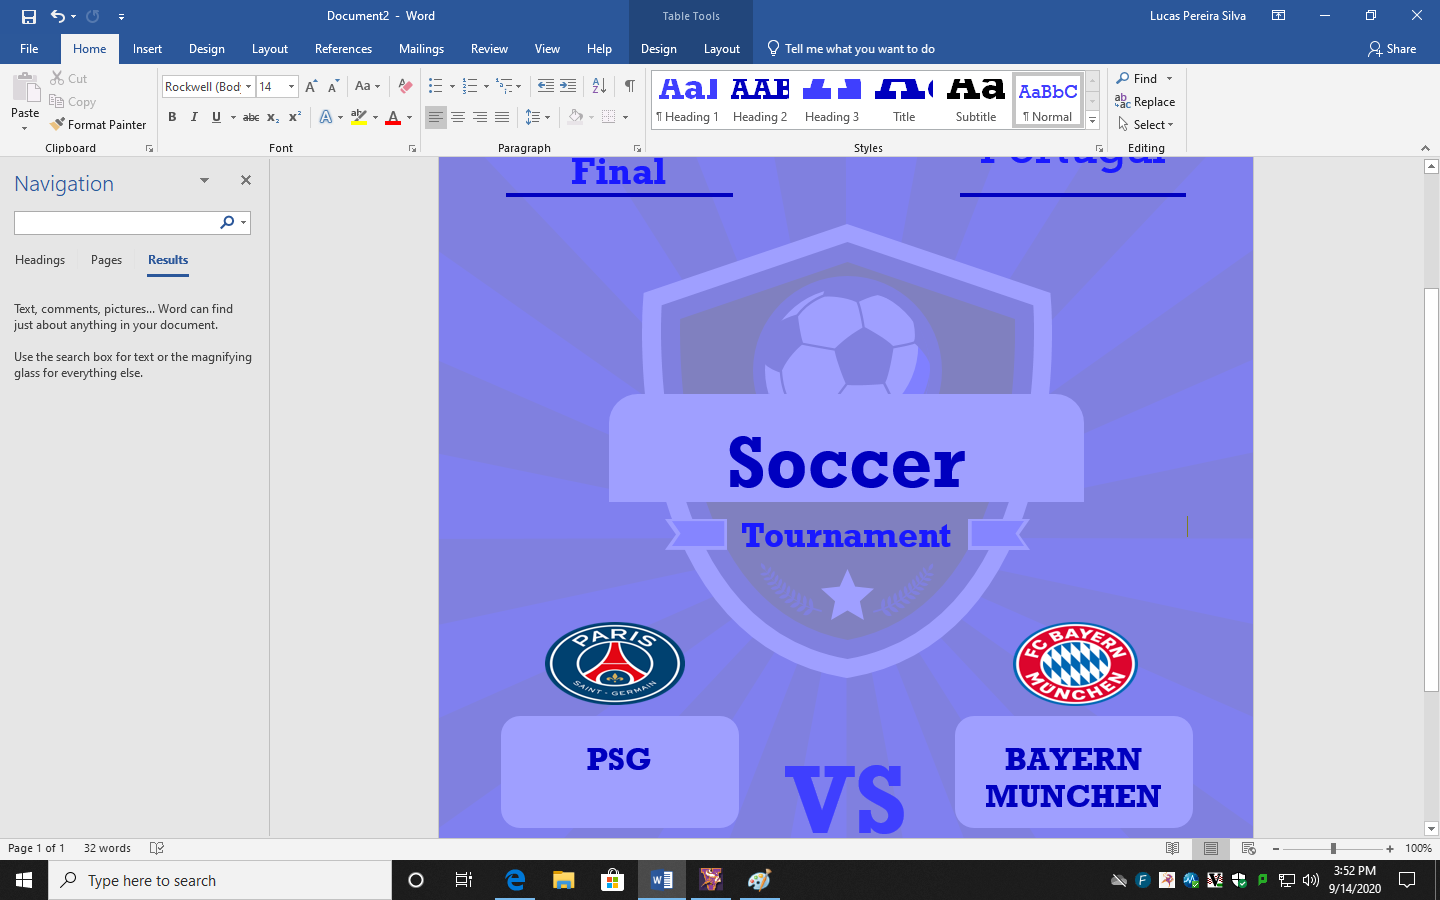 Document2 - Word
Table Tools
Lucas Pereira Silva
File Home Insert Design Layout References Mailings Review View Help Design Layout Tell me what you want to do Share
Paste
Cut
Copy
Format Painter
Clipboard
Rockwell (Body
14
Aa
B I U abc x₂ x²
A ab A
Font
Paragraph
AaI
¶ Heading 1
AAB
Heading 2
Heading 3
Title
Aa
Subtitle
AaBbC
¶ Normal
Styles
Find
Replace
Select
Editing
Navigation
Headings Pages Results
Text, comments, pictures... Word can find
just about anything in your document.
Use the search box for text or the magnifying
glass for everything else.
Final
Portugal
Soccer
Tournament
PARIS
SAINT - GERMAIN
FC BAYERN
MÜNCHEN
PSG
BAYERN
MUNCHEN
VS
Page 1 of 1 32 words
100%
Type here to search
3:52 PM
9/14/2020